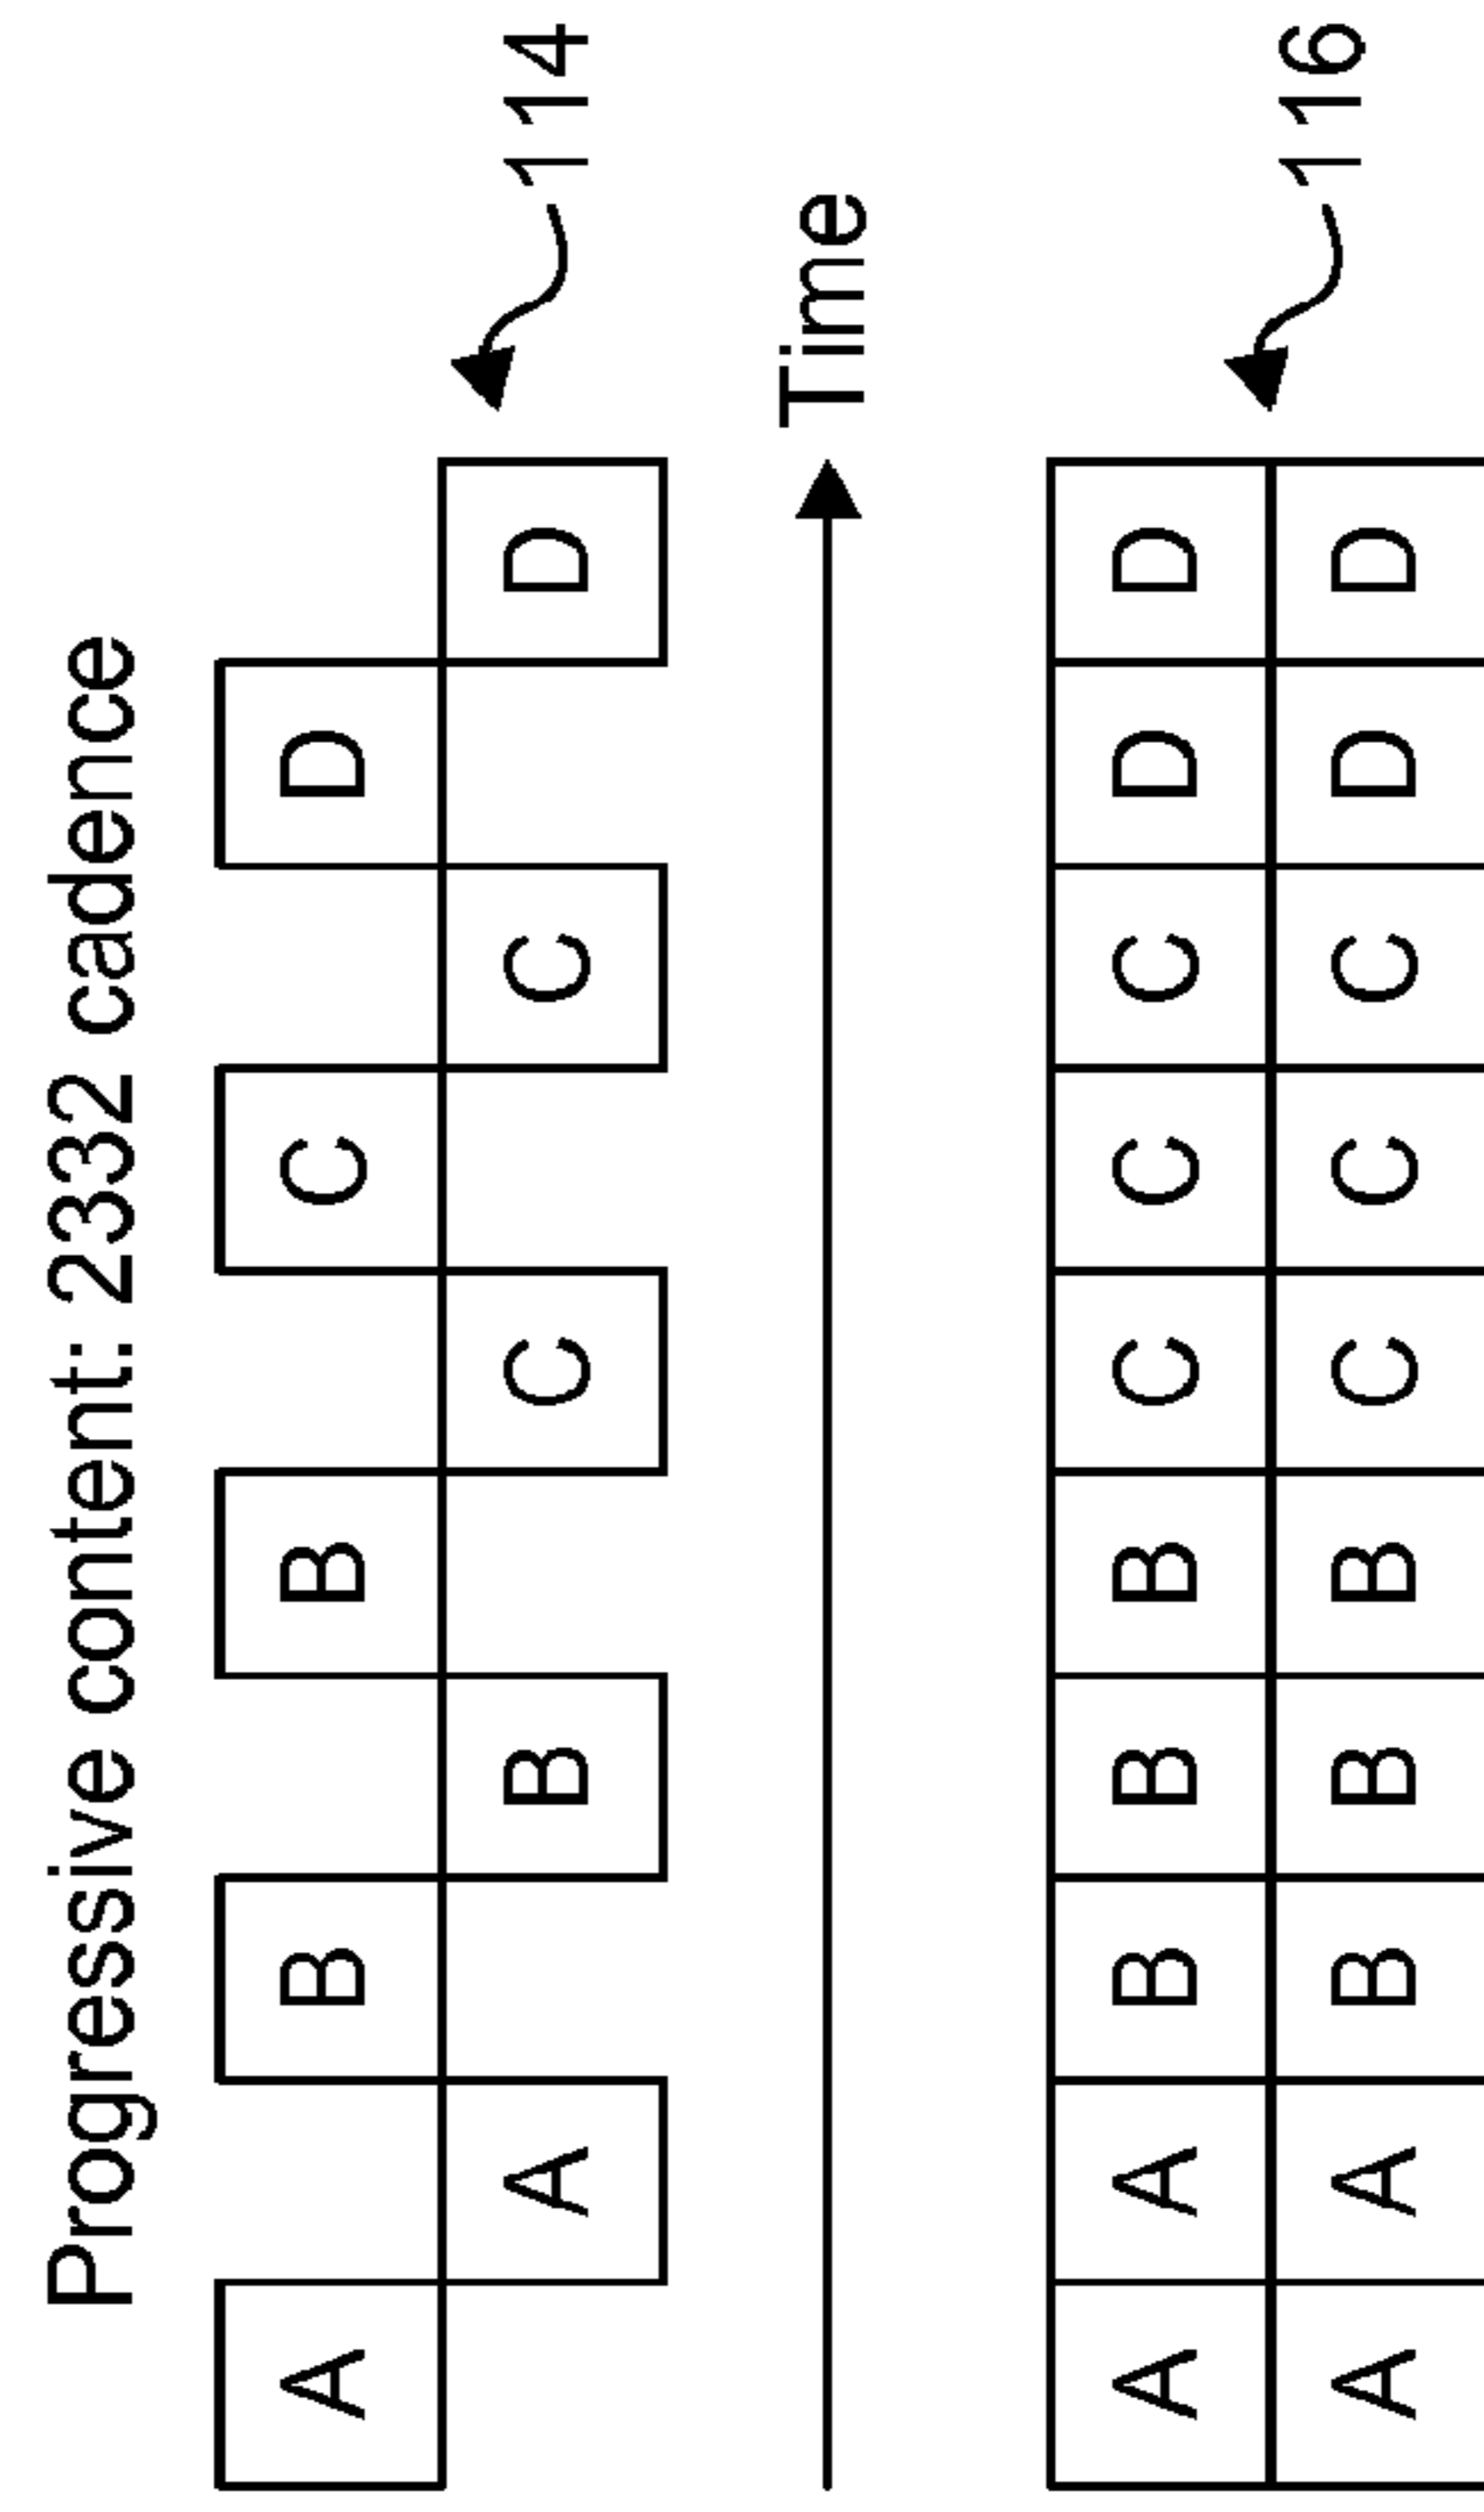 Progressive content: 2332 cadence
A B B C D
A B C C D
114
Time
A A B B B C C C D D
A A B B B C C C D D
116